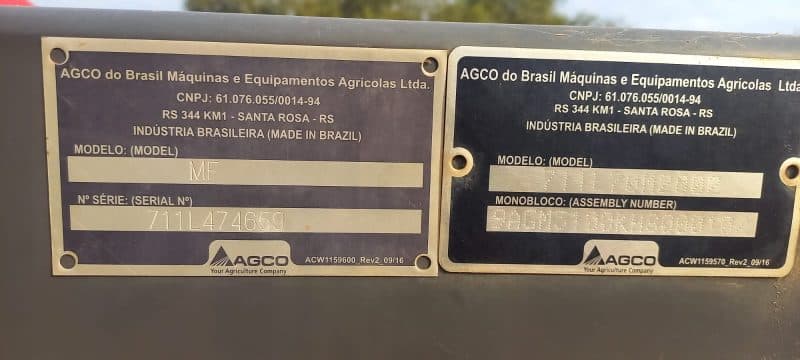 AGCO do Brasil Máquinas e Equipamentos Agrícolas Ltda.
CNPJ: 61.076.055/0014-94
RS 344 KM1 - SANTA ROSA - RS
INDÚSTRIA BRASILEIRA (MADE IN BRAZIL)
MODELO: (MODEL)
MF
Nº SÉRIE: (SERIAL Nº)
711L474659
AGCO
Your Agriculture Company
ACW1159600_Rev2_09/16
AGCO do Brasil Máquinas e Equipamentos Agrícolas Ltda
CNPJ: 61.076.055/0014-94
RS 344 KM1 - SANTA ROSA - RS
INDÚSTRIA BRASILEIRA (MADE IN BRAZIL)
MODELO: (MODEL)
MONOBLOCO: (ASSEMBLY NUMBER)
AGCO
Your Agriculture Company
ACW1159570_Rev2_09/16